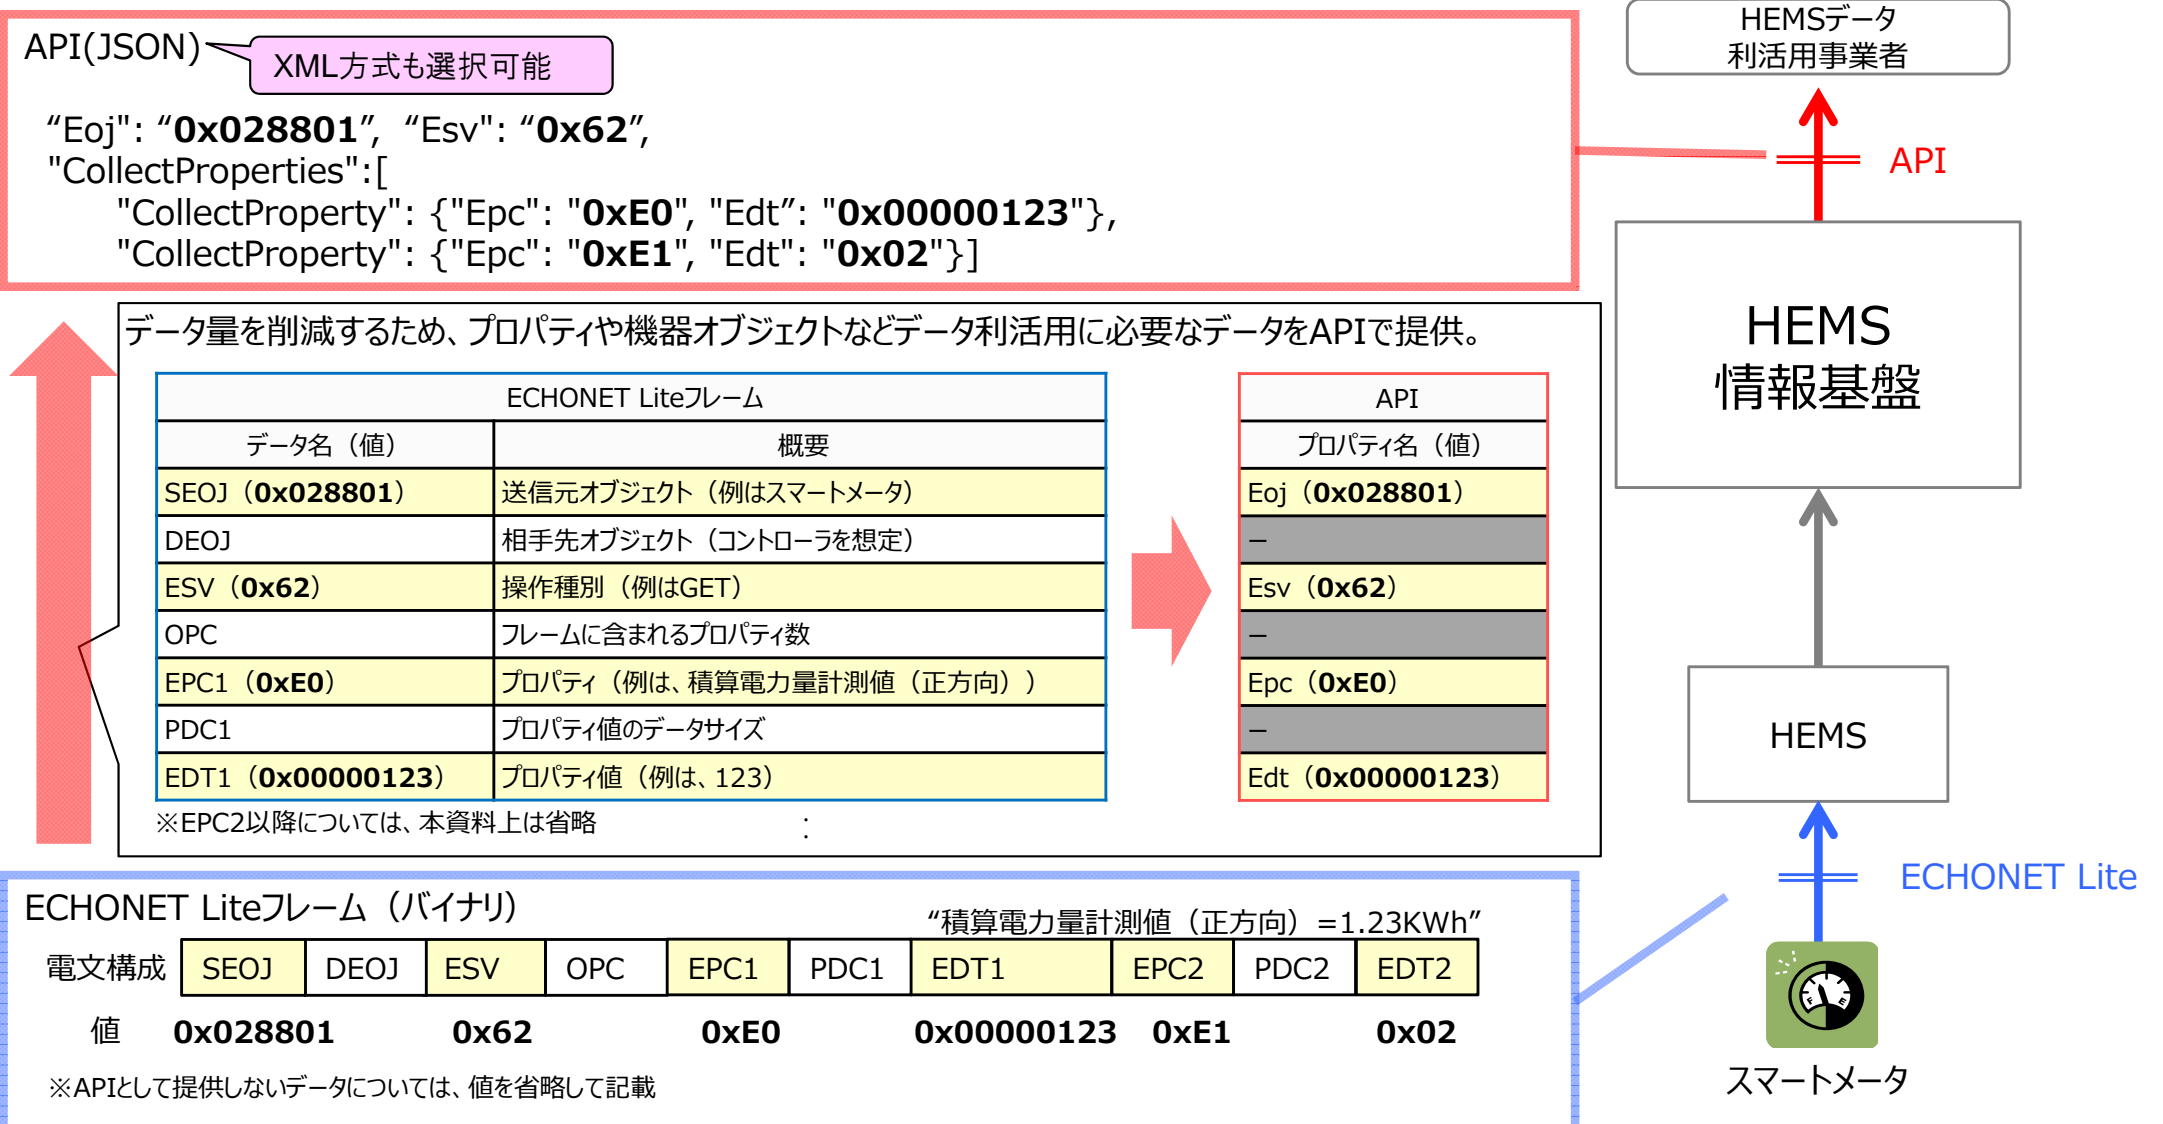 API(JSON)
XML方式も選択可能
“Eoj": “0x028801”, “Esv": “0x62”,
"CollectProperties":[
"CollectProperty": {"Epc": "0xE0", "Edt”: "0x00000123"},
"CollectProperty": {"Epc": "0xE1", "Edt": "0x02"}]
データ量を削減するため、プロパティや機器オブジェクトなどデータ利活用に必要なデータをAPIで提供。
ECHONET Liteフレーム
データ名（値） 概要
SEOJ（0x028801） 送信元オブジェクト（例はスマートメータ）
DEOJ 相手先オブジェクト（コントローラを想定）
ESV（0x62） 操作種別（例はGET）
OPC フレームに含まれるプロパティ数
EPC1（0xE0） プロパティ（例は、積算電力量計測値（正方向））
PDC1 プロパティ値のデータサイズ
EDT1（0x00000123） プロパティ値（例は、123）
※EPC2以降については、本資料上は省略 :
API
プロパティ名（値）
Eoj（0x028801）
－
Esv（0x62）
－
Epc（0xE0）
－
Edt（0x00000123）
ECHONET Liteフレーム（バイナリ）
“積算電力量計測値（正方向）=1.23KWh”
電文構成 SEOJ DEOJ ESV OPC EPC1 PDC1 EDT1 EPC2 PDC2 EDT2
値 0x028801 0x62 0xE0 0x00000123 0xE1 0x02
※APIとして提供しないデータについては、値を省略して記載
HEMSデータ
利活用事業者
API
HEMS
情報基盤
HEMS
ECHONET Lite
F E
スマートメータ